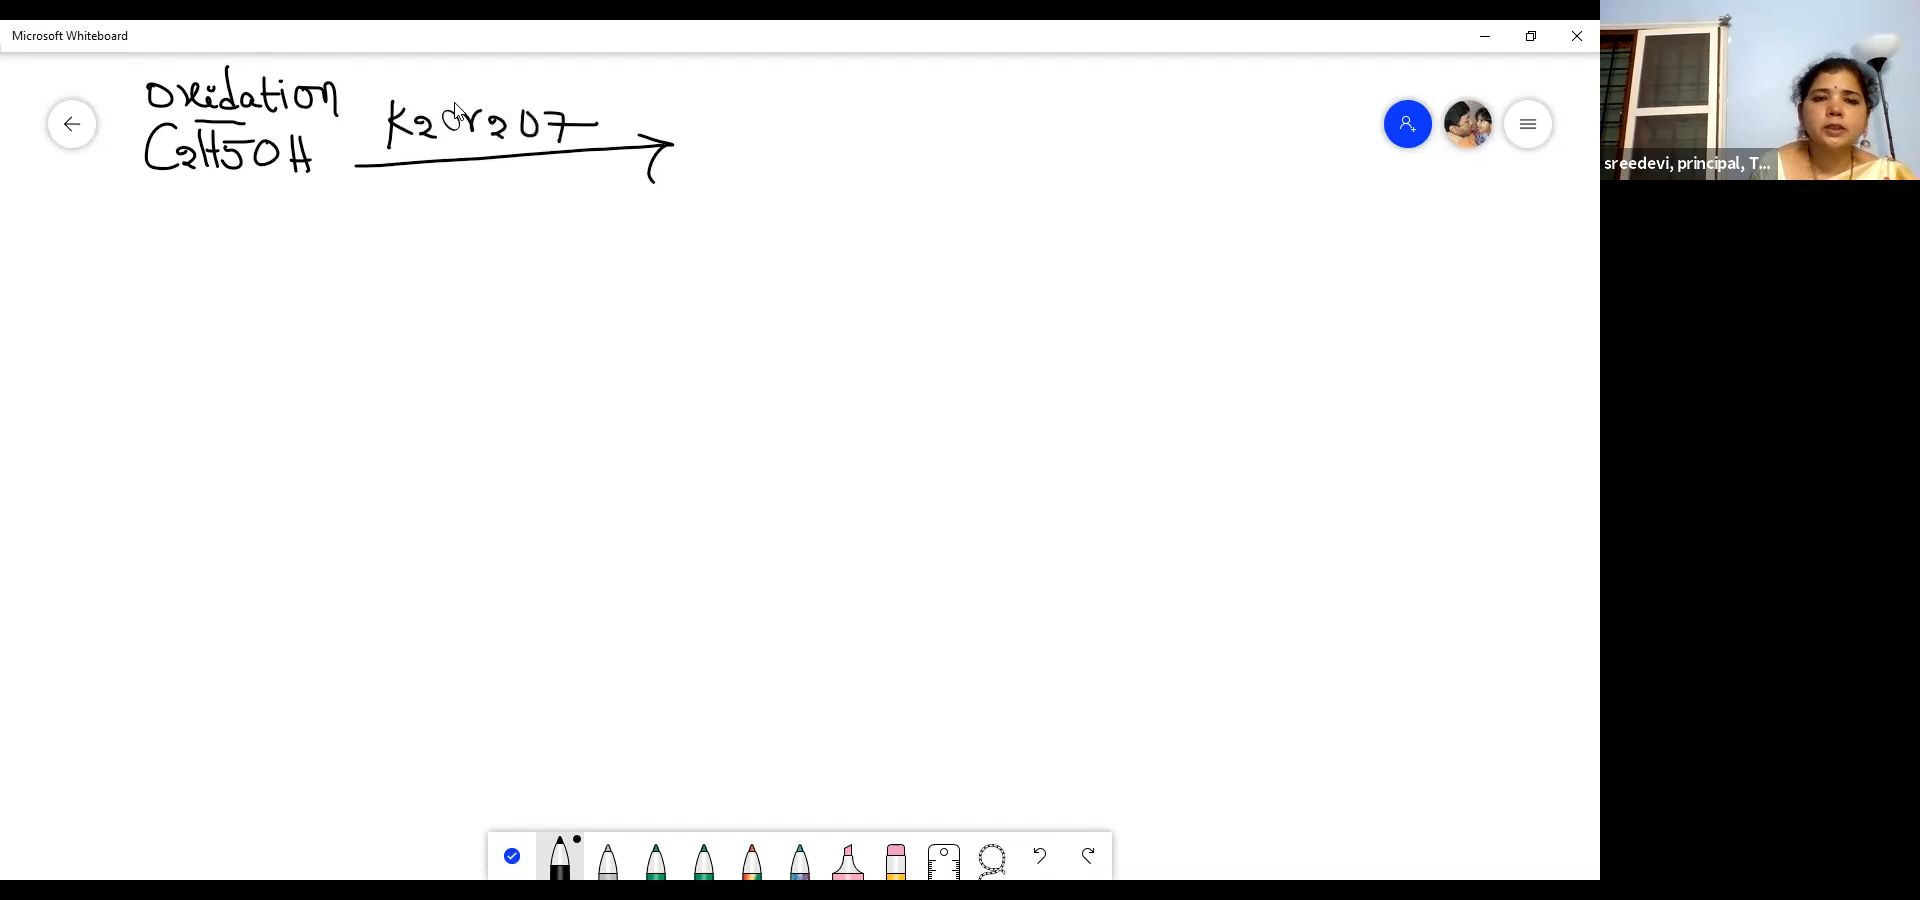 Microsoft Whiteboard
Oxidation
C2H5OH K2Cr2O7
sreedevi, principal, T...